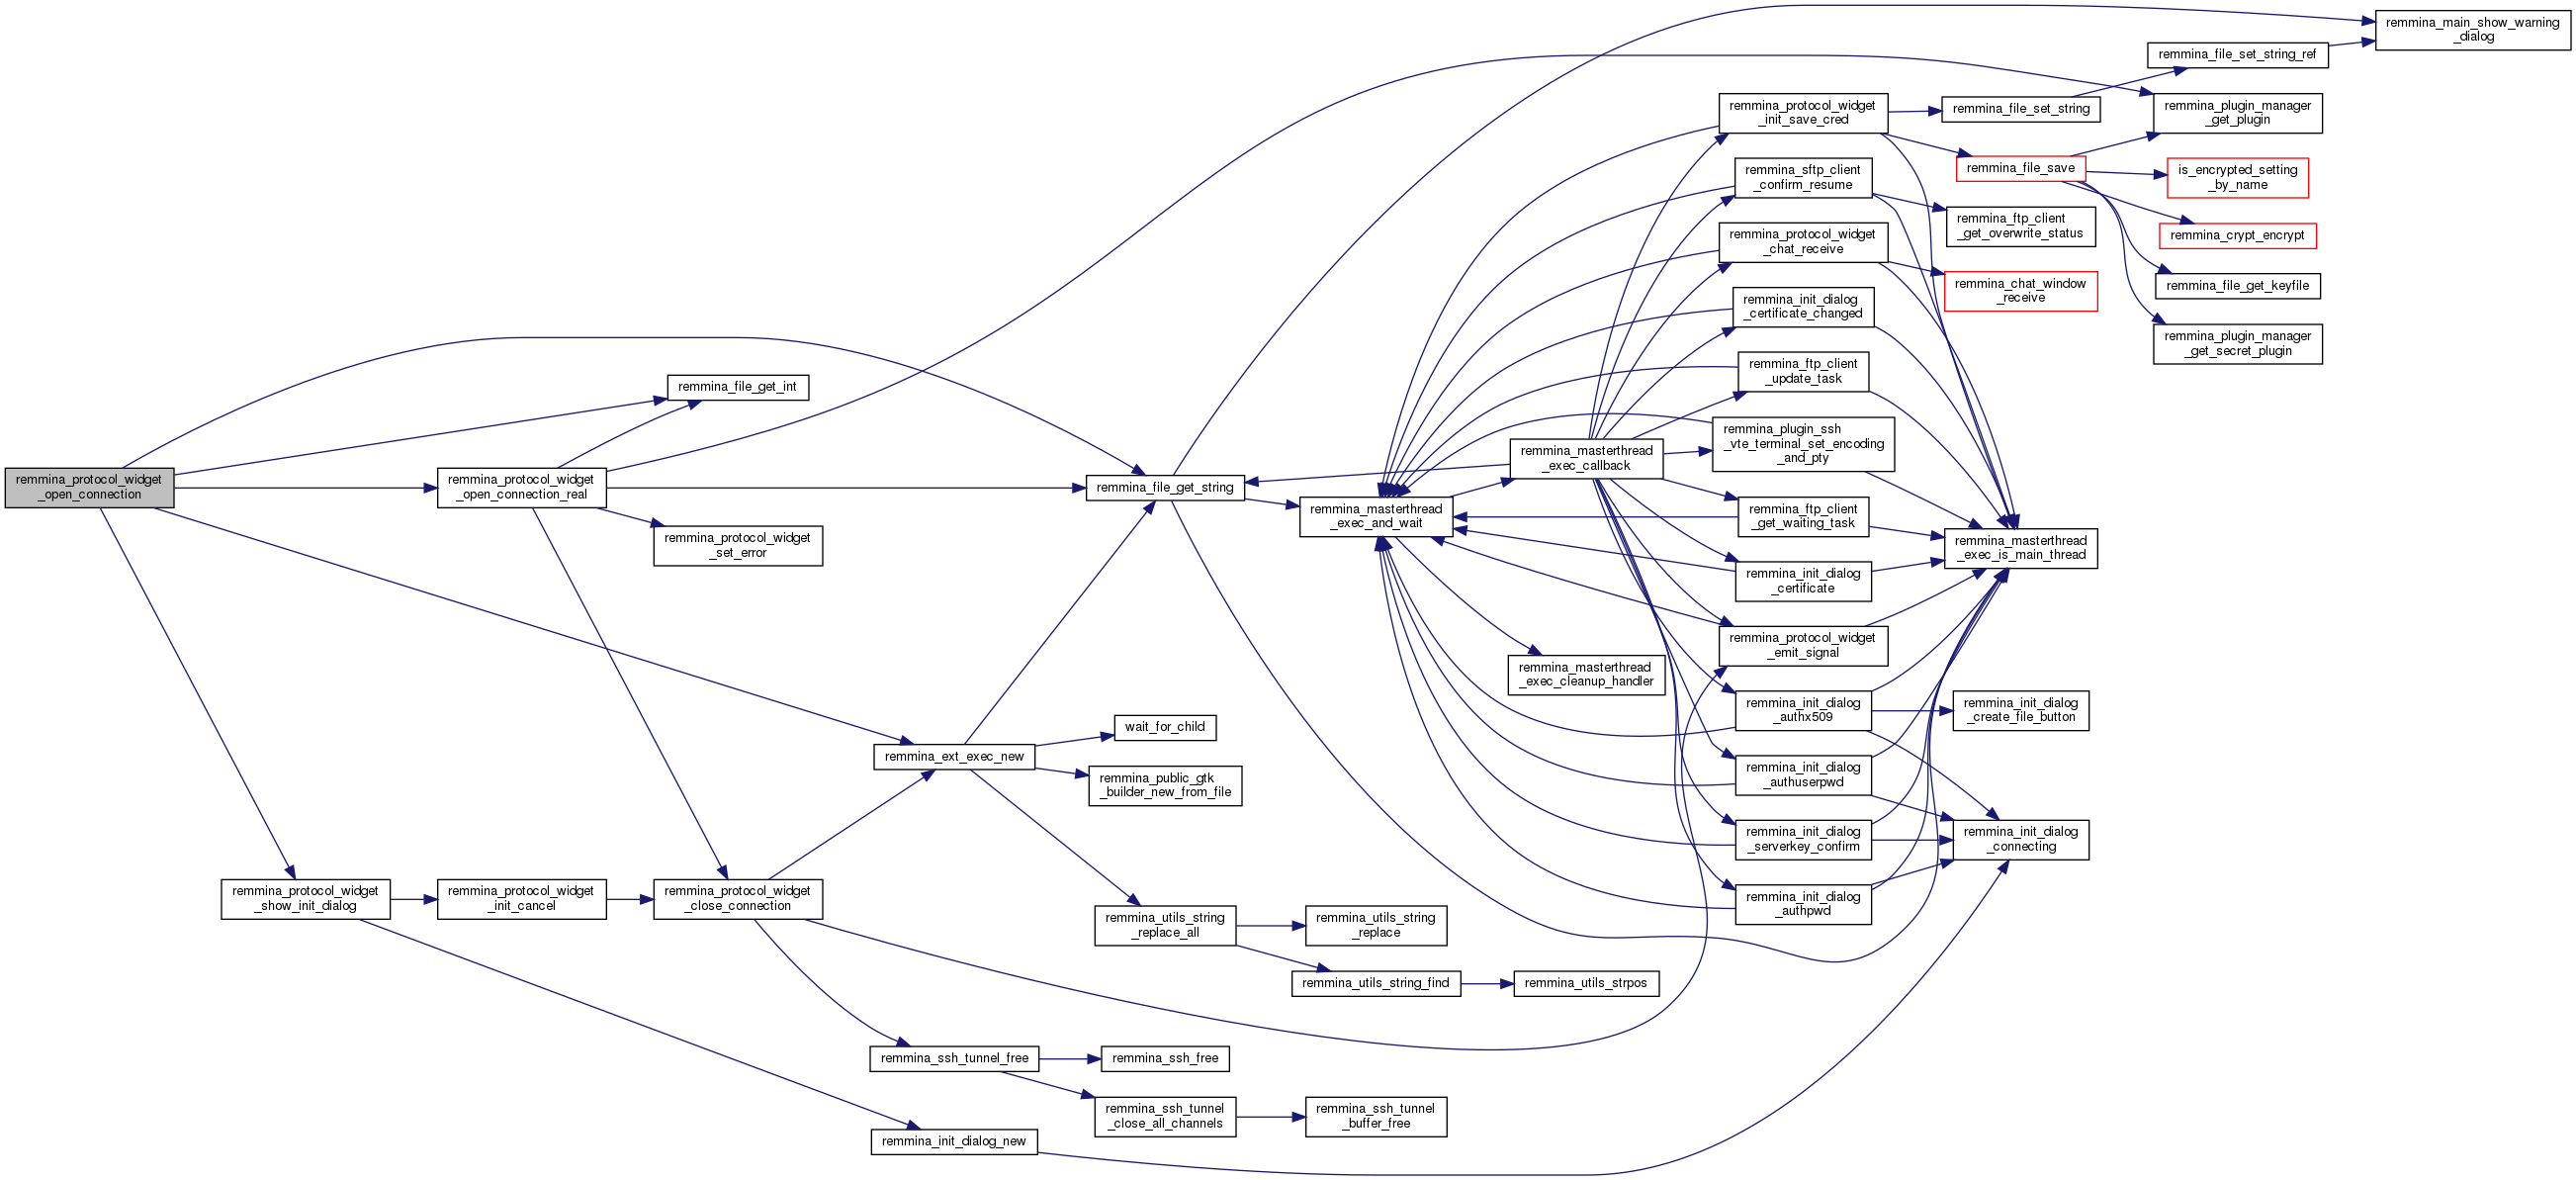 remmina_protocol_widget
_open_connection
remmina_file_get_int
remmina_protocol_widget
_open_connection_real
remmina_protocol_widget
_set_error
remmina_protocol_widget
_show_init_dialog
remmina_protocol_widget
_init_cancel
remmina_protocol_widget
_close_connection
remmina_ext_exec_new
remmina_ssh_tunnel_free
remmina_init_dialog_new
remmina_file_get_string
wait_for_child
remmina_public_gtk
_builder_new_from_file
remmina_utils_string
_replace_all
remmina_ssh_free
remmina_ssh_tunnel
_close_all_channels
remmina_masterthread
_exec_and_wait
remmina_utils_string
_replace
remmina_utils_string_find
remmina_ssh_tunnel
_buffer_free
remmina_masterthread
_exec_callback
remmina_masterthread
_exec_cleanup_handler
remmina_utils_strpos
remmina_protocol_widget
_init_save_cred
remmina_sftp_client
_confirm_resume
remmina_protocol_widget
_chat_receive
remmina_init_dialog
_certificate_changed
remmina_ftp_client
_update_task
remmina_plugin_ssh
_vte_terminal_set_encoding
_and_pty
remmina_ftp_client
_get_waiting_task
remmina_init_dialog
_certificate
remmina_protocol_widget
_emit_signal
remmina_init_dialog
_authx509
remmina_init_dialog
_authuserpwd
remmina_init_dialog
_serverkey_confirm
remmina_init_dialog
_authpwd
remmina_file_set_string
remmina_file_save
remmina_ftp_client
_get_overwrite_status
remmina_chat_window
_receive
remmina_masterthread
_exec_is_main_thread
remmina_init_dialog
_create_file_button
remmina_init_dialog
_connecting
remmina_file_set_string_ref
remmina_plugin_manager
_get_plugin
is_encrypted_setting
_by_name
remmina_crypt_encrypt
remmina_file_get_keyfile
remmina_plugin_manager
_get_secret_plugin
remmina_main_show_warning
_dialog